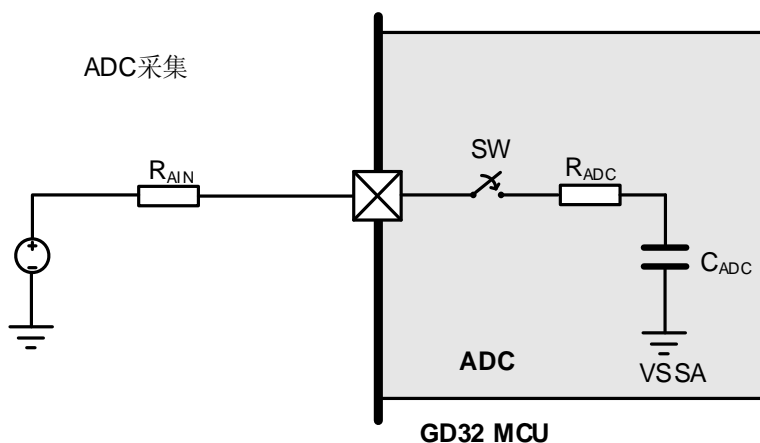 ADC采集
SW
RAIN
RADC
CADC
ADC
VSSA
GD32 MCU